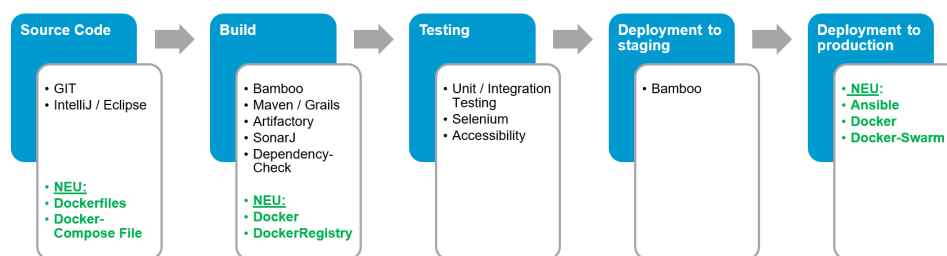 Source Code
• GIT
• IntelliJ / Eclipse
• NEU:
• Dockerfiles
• Docker-
Compose File
Build
• Bamboo
• Maven / Grails
• Artifactory
• SonarJ
• Dependency-
Check
• NEU:
• Docker
• DockerRegistry
Testing
• Unit / Integration
Testing
• Selenium
• Accessibility
Deployment to
staging
• Bamboo
Deployment to
production
• NEU:
• Ansible
• Docker
• Docker-Swarm